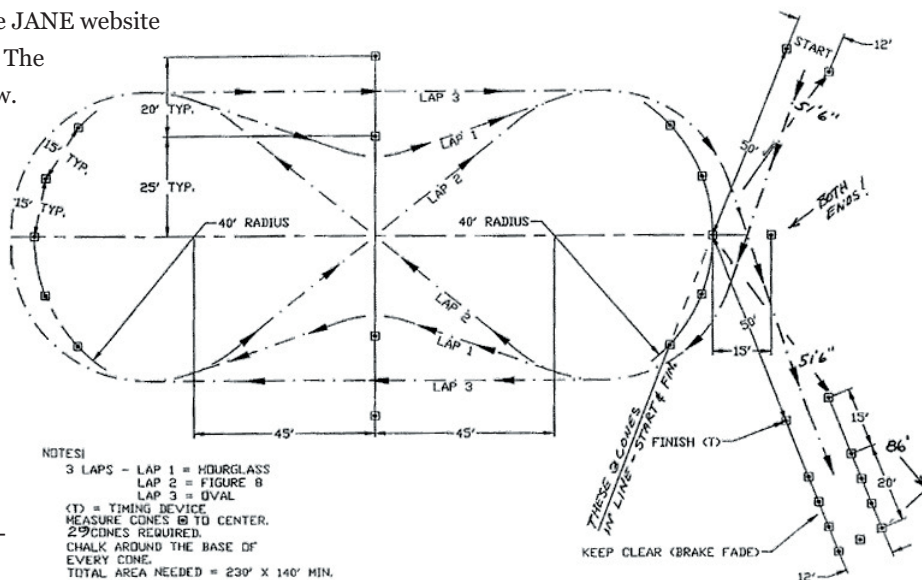 e JANE website
The
w.
START
12'
51'6"
50'
20' TYP.
LAP 3
LAP 1
LAP 2
15' TYP.
15' TYP.
25' TYP.
40' RADIUS
40' RADIUS
BOTH
ENDS!
LAP 2
LAP 1
LAP 3
50'
15'
51'6"
45'
45'
THESE 3 CONES
IN LINE - START & FIN.
FINISH (T)
15'
86'
20'
KEEP CLEAR (BRAKE FADE)
12'
NOTES:
3 LAPS - LAP 1 = HOURGLASS
LAP 2 = FIGURE 8
LAP 3 = OVAL
(T) = TIMING DEVICE
MEASURE CONES TO CENTER.
29 CONES REQUIRED.
CHALK AROUND THE BASE OF
EVERY CONE.
TOTAL AREA NEEDED = 230' X 140' MIN.